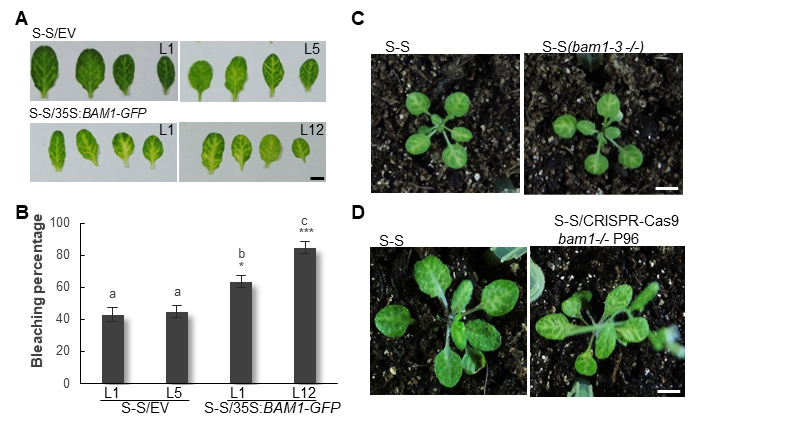 A
S-S/EV
L1
L5
S-S/35S:BAM1-GFP
L1
L12
B
Bleaching percentage
100
80
60
40
20
0
a
a
b
*
c
***
L1
L5
L1
L12
S-S/EV
S-S/35S:BAM1-GFP
C
S-S
S-S(bam1-3 -/-)
D
S-S
S-S/CRISPR-Cas9
bam1-/- P96